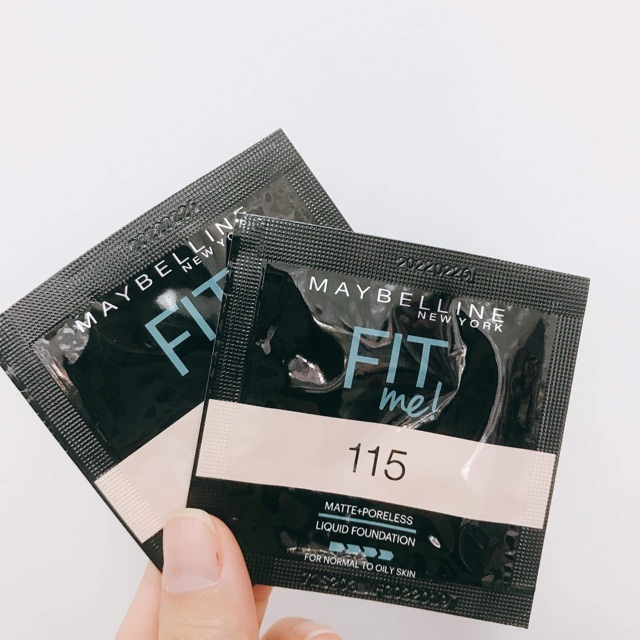 MAYBELLINE
NEW YORK
FIT
MAYBELLINE
NEW YORK
FIT
me!
115
MATTE+PORELESS
LIQUID FOUNDATION
FOR NORMAL TO OILY SKIN